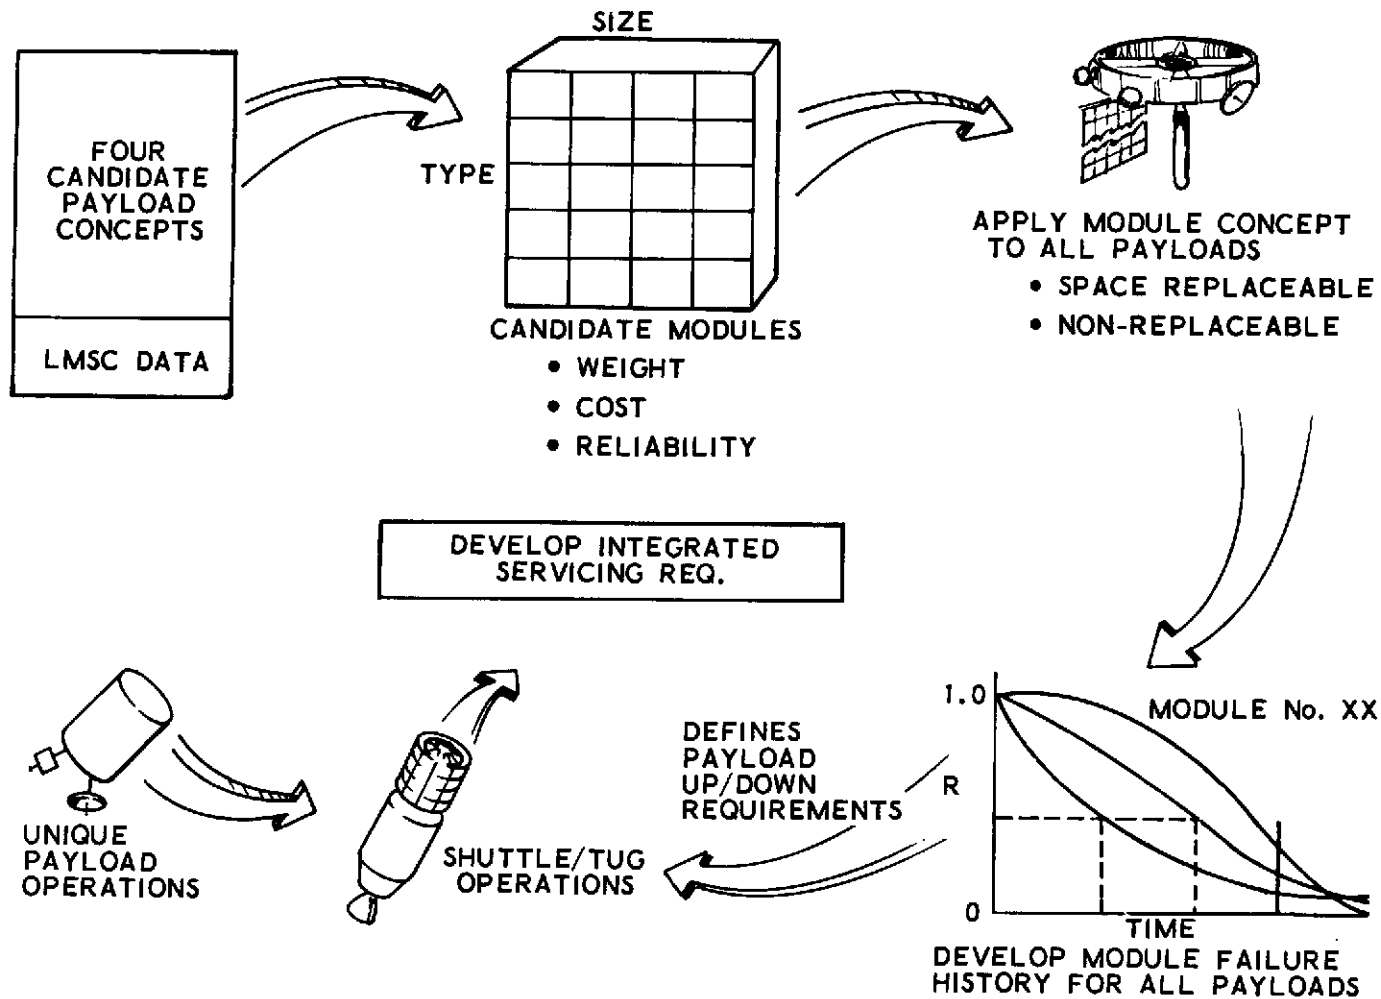 SIZE
FOUR
CANDIDATE
PAYLOAD
CONCEPTS
LMSC DATA
TYPE
CANDIDATE MODULES
• WEIGHT
• COST
• RELIABILITY
APPLY MODULE CONCEPT
TO ALL PAYLOADS
• SPACE REPLACEABLE
• NON-REPLACEABLE
DEVELOP INTEGRATED
SERVICING REQ.
UNIQUE
PAYLOAD
OPERATIONS
SHUTTLE/TUG
OPERATIONS
DEFINES
PAYLOAD
UP/DOWN
REQUIREMENTS
1.0
MODULE No. XX
R
0
TIME
DEVELOP MODULE FAILURE
HISTORY FOR ALL PAYLOADS